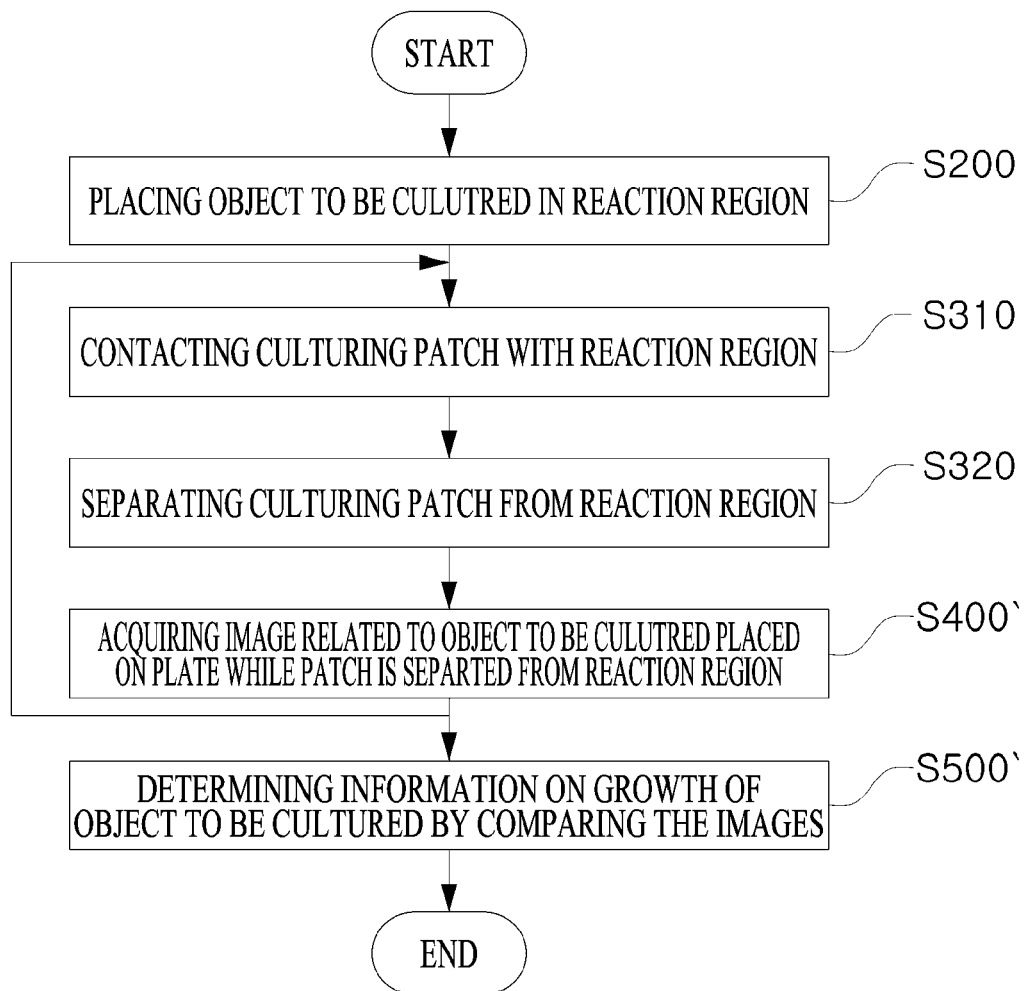 START
PLACING OBJECT TO BE CULUTRED IN REACTION REGION
S200
CONTACTING CULTURING PATCH WITH REACTION REGION
S310
SEPARATING CULTURING PATCH FROM REACTION REGION
S320
ACQUIRING IMAGE RELATED TO OBJECT TO BE CULUTRED PLACED
ON PLATE WHILE PATCH IS SEPARTED FROM REACTION REGION
S400`
DETERMINING INFORMATION ON GROWTH OF
OBJECT TO BE CULTURED BY COMPARING THE IMAGES
S500`
END